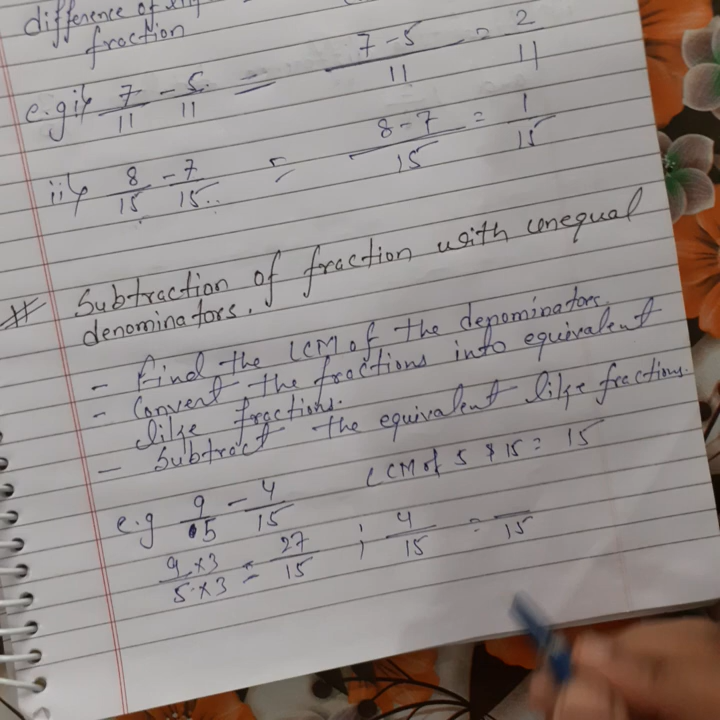 difference of
fraction
e.g i) 7/11 - 5/11 = (7-5)/11 = 2/11
ii) 8/15 - 7/15 = (8-7)/15 = 1/15
# Subtraction of fraction with unequal
denominators.
- Find the LCM of the denominators.
- Convert the fractions into equivalent
like fractions.
- Subtract the equivalent like fractions.
e.g 9/5 - 4/15 LCM of 5 & 15 = 15
(9×3)/(5×3) = 27/15 ; 4/15 = /15